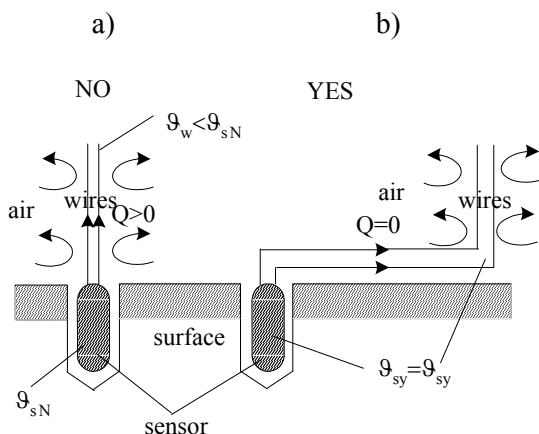 a)
b)
NO
YES
ϑw<ϑsN
air
wires
Q>0
air
wires
Q=0
surface
ϑsy=ϑsy
ϑsN
sensor